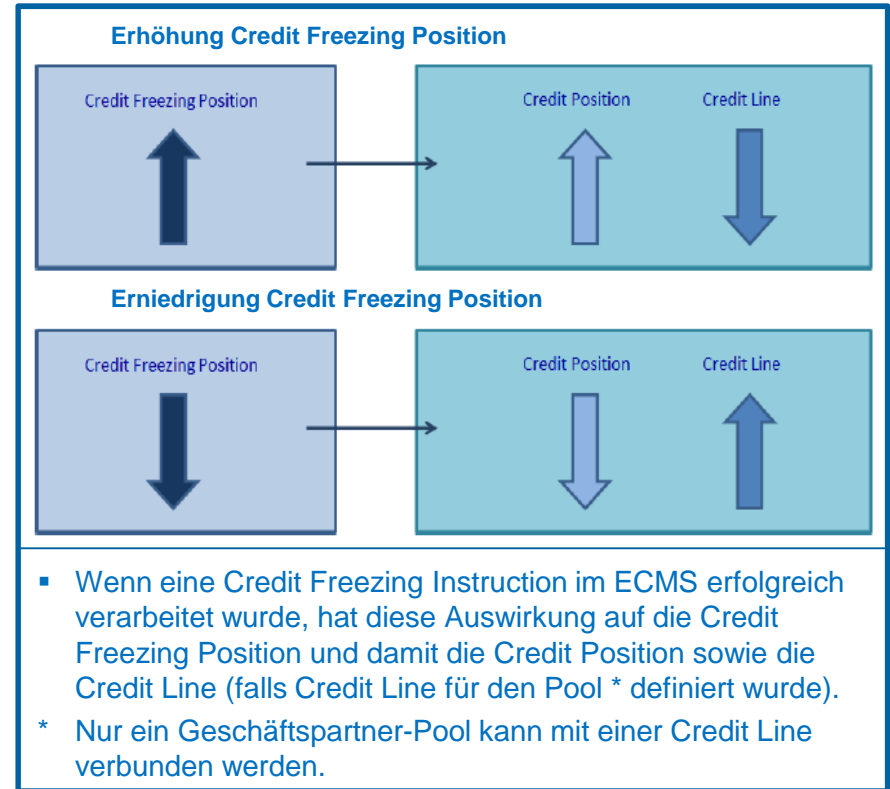 Erhöhung Credit Freezing Position
Credit Freezing Position
Credit Position
Credit Line
Erniedrigung Credit Freezing Position
Credit Freezing Position
Credit Position
Credit Line
▪ Wenn eine Credit Freezing Instruction im ECMS erfolgreich
verarbeitet wurde, hat diese Auswirkung auf die Credit
Freezing Position und damit die Credit Position sowie die
Credit Line (falls Credit Line für den Pool * definiert wurde).
* Nur ein Geschäftspartner-Pool kann mit einer Credit Line
verbunden werden.